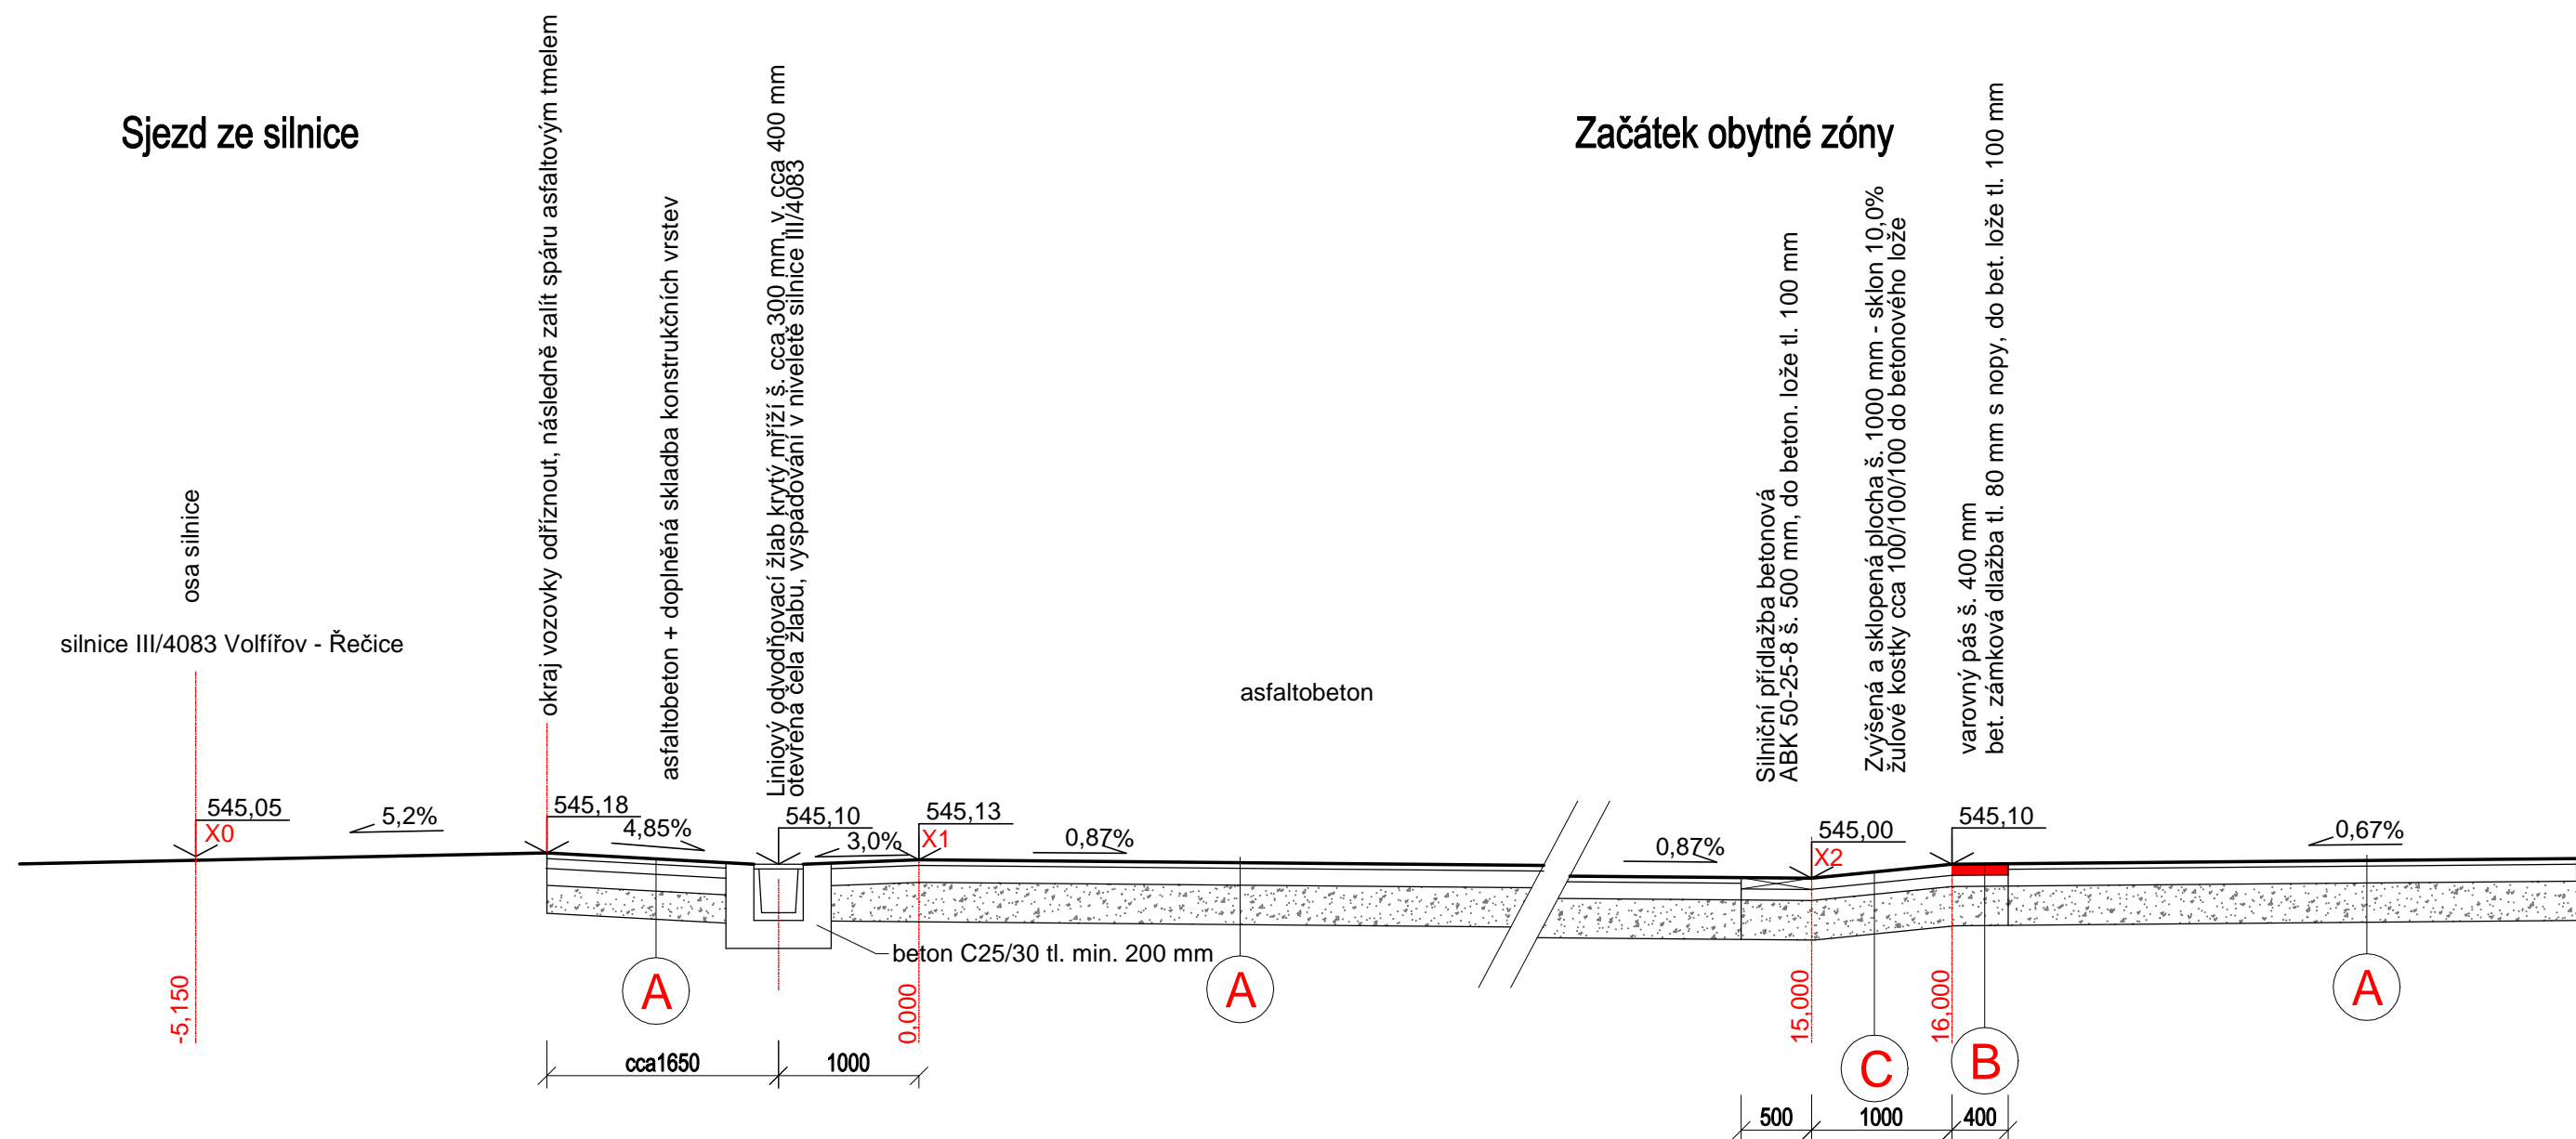 Sjezd ze silnice
Začátek obytné zóny
osa silnice
silnice III/4083 Volfířov - Řečice
okraj vozovky odříznout, následně zalít spáru asfaltovým tmelem
asfaltobeton + doplněná skladba konstrukčních vrstev
Liniový odvodňovací žlab krytý mříží š. cca 300 mm, v. cca 400 mm
otevřená čela žlabu, vyspádování v niveletě silnice III/4083
asfaltobeton
Silniční přídlažba betonová
ABK 50-25-8 š. 500 mm, do beton. lože tl. 100 mm
Zvýšená a sklopená plocha š. 1000 mm - sklon 10,0%
žulové kostky cca 100/100/100 do betonového lože
varovný pás š. 400 mm
bet. zámková dlažba tl. 80 mm s nopy, do bet. lože tl. 100 mm
545,05
X0
5,2%
545,18
4,85%
545,10
3,0%
545,13
X1
0,87%
0,87%
545,00
X2
545,10
0,67%
beton C25/30 tl. min. 200 mm
A
A
A
C
B
-5,150
0,000
15,000
16,000
cca1650
1000
500
1000
400